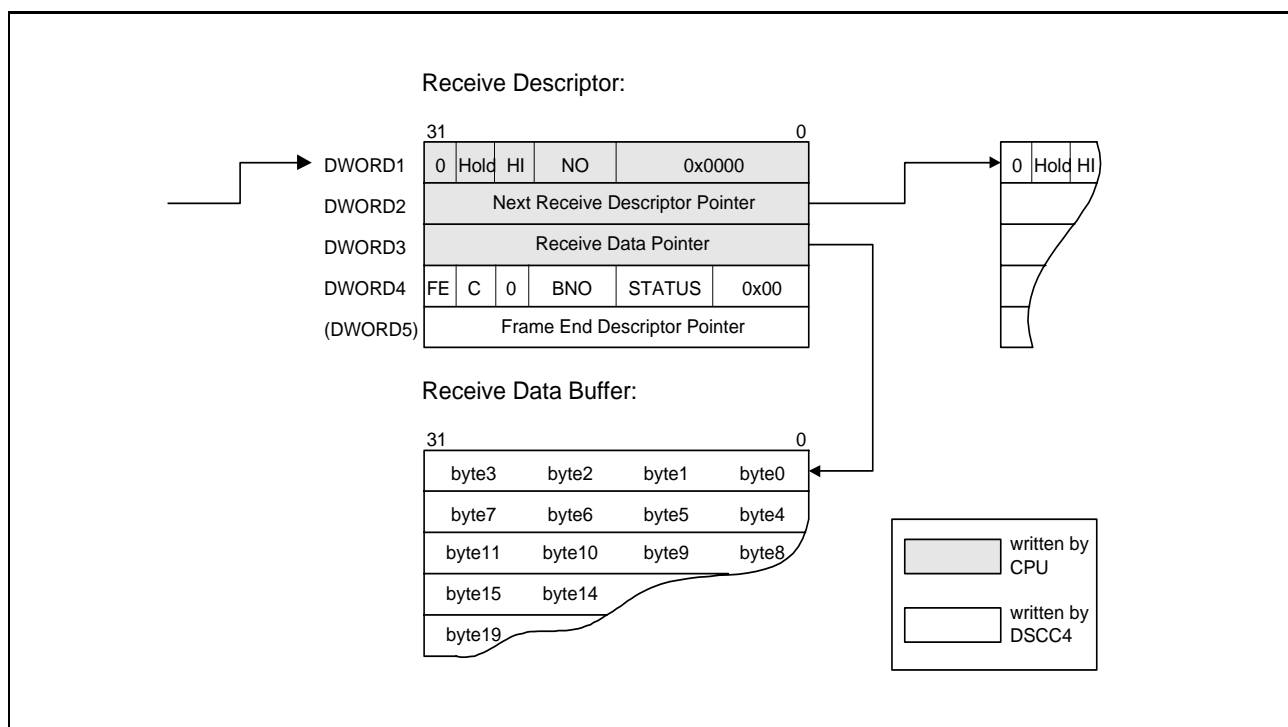 Receive Descriptor:
31 0
DWORD1 0 Hold HI NO 0x0000 0 Hold HI
DWORD2 Next Receive Descriptor Pointer
DWORD3 Receive Data Pointer
DWORD4 FE C 0 BNO STATUS 0x00
(DWORD5) Frame End Descriptor Pointer
Receive Data Buffer:
31 0
byte3 byte2 byte1 byte0
byte7 byte6 byte5 byte4
byte11 byte10 byte9 byte8
byte15 byte14
byte19
written by
CPU
written by
DSCC4